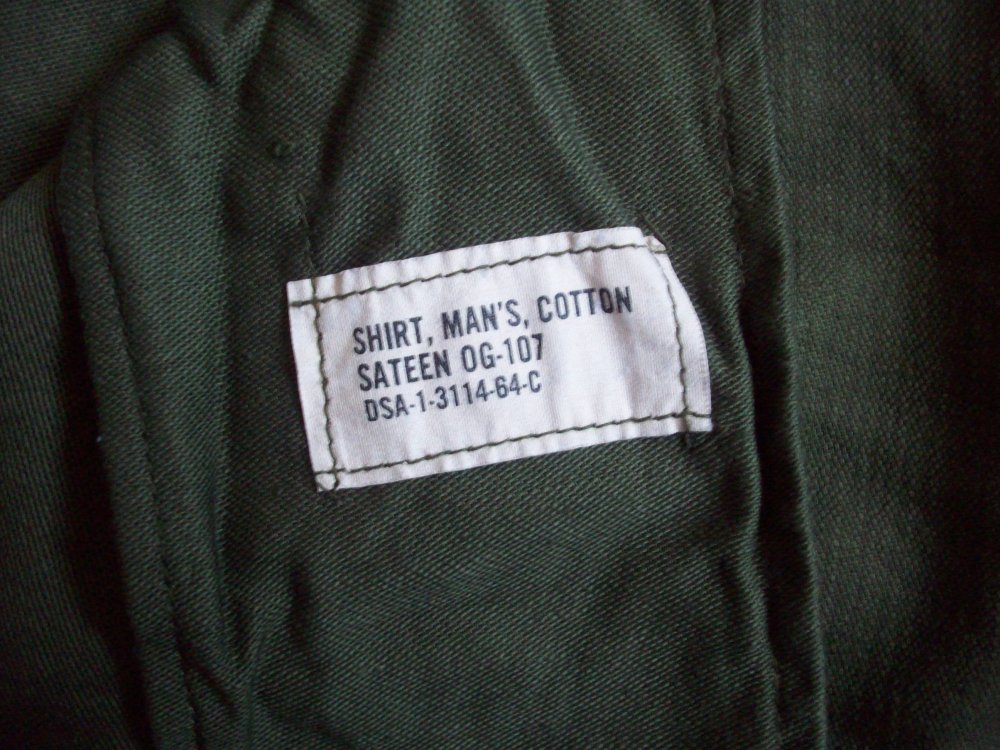 SHIRT, MAN'S, COTTON
SATEEN OG-107
DSA-1-3114-64-C